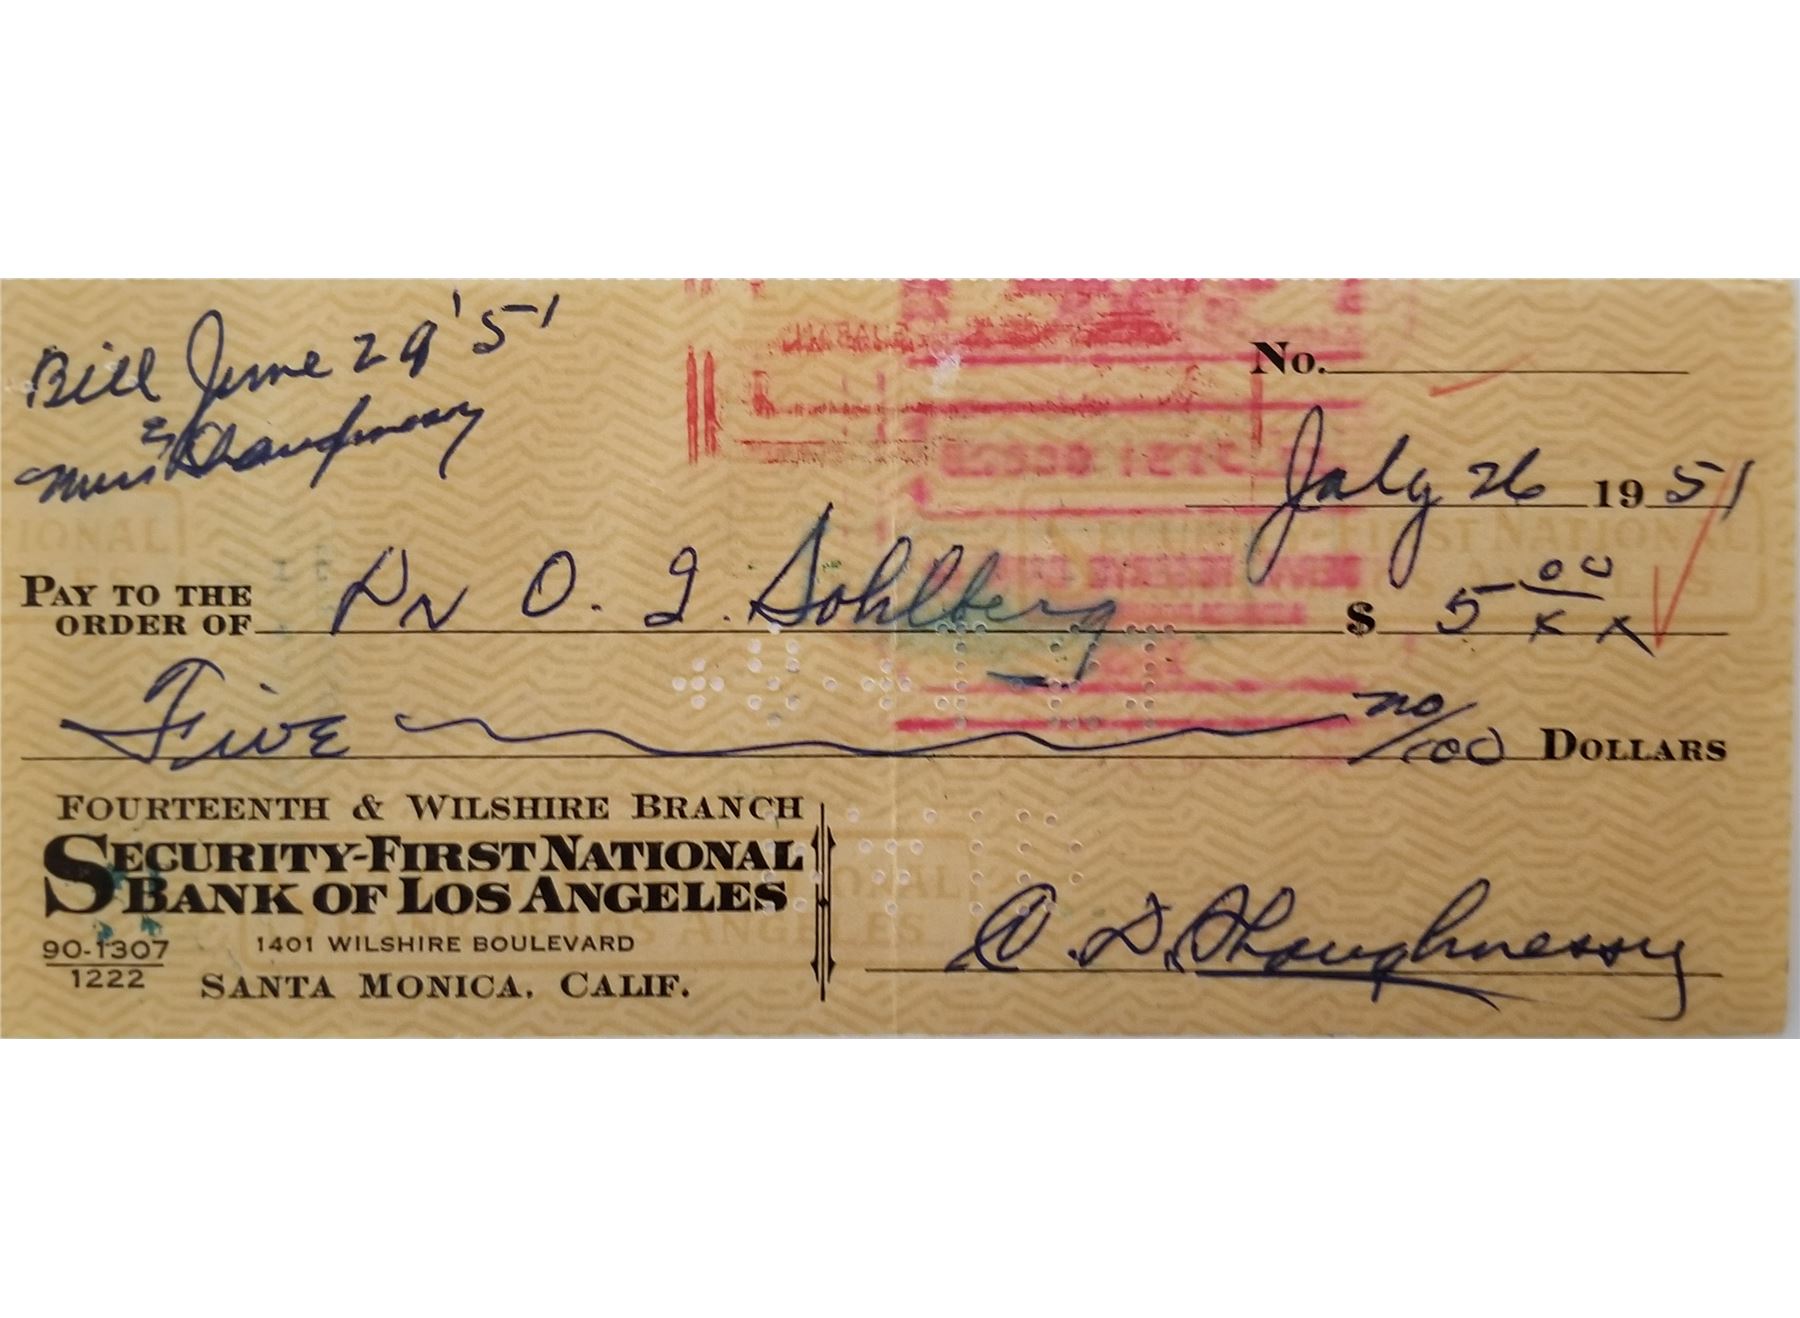 Bill June 29 '51
Mrs Shaughnessy
No.
July 26 1951
PAY TO THE
ORDER OF Dr O. I. Sohlberg $ 5 00/xx
Five no/100 DOLLARS
FOURTEENTH & WILSHIRE BRANCH
SECURITY-FIRST NATIONAL
BANK OF LOS ANGELES
90-1307
1222
1401 WILSHIRE BOULEVARD
SANTA MONICA, CALIF.
C. D. Shaughnessy